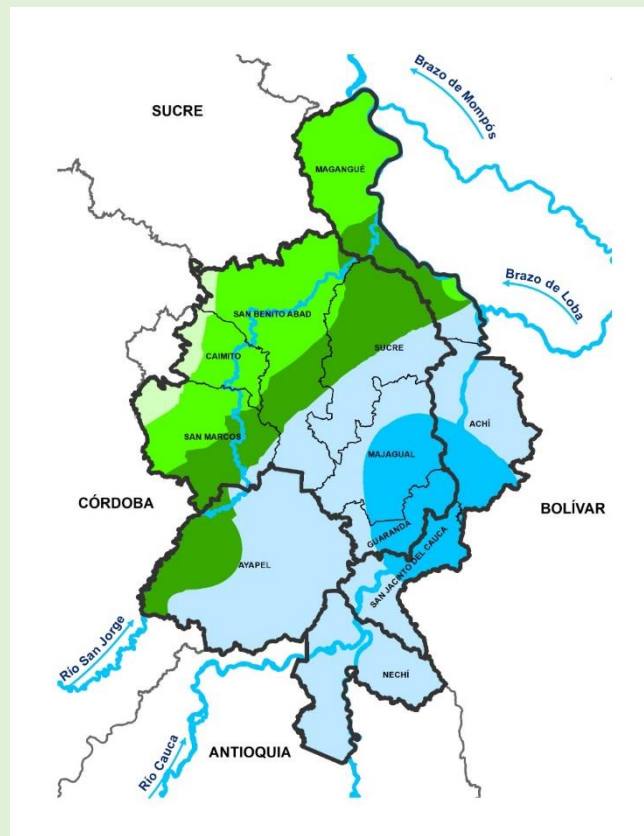 Brazo de Mompós
SUCRE
MAGANGUÉ
Brazo de Loba
SAN BENITO ABAD
SUCRE
CAIMITO
ACHÍ
SAN MARCOS
MAJAGUAL
CÓRDOBA
BOLÍVAR
GUARANDA
SAN JACINTO DEL CAUCA
AYAPEL
Río San Jorge
NECHÍ
ANTIOQUIA
Río Cauca